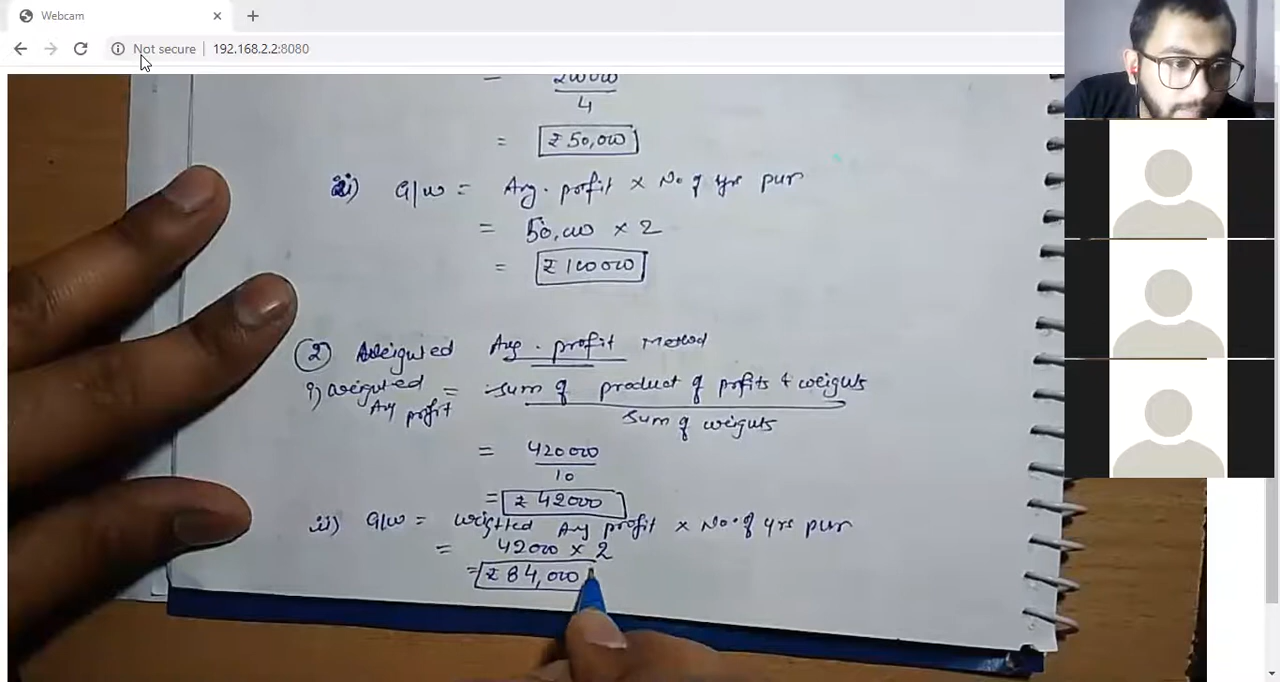 Webcam
Not secure 192.168.2.2:8080
= 200000
4
= ₹50,000
ii) G/w = Avg. profit × No. of yrs pur
= 50,000 × 2
= ₹100000
(2) Weighted Avg. profit Method
i) Weighted Avg profit = Sum of product of profits & weights
Sum of weights
= 420000
10
= ₹42000
ii) G/w = Weighted Avg profit × No. of yrs pur
= 42000 × 2
= ₹84,000